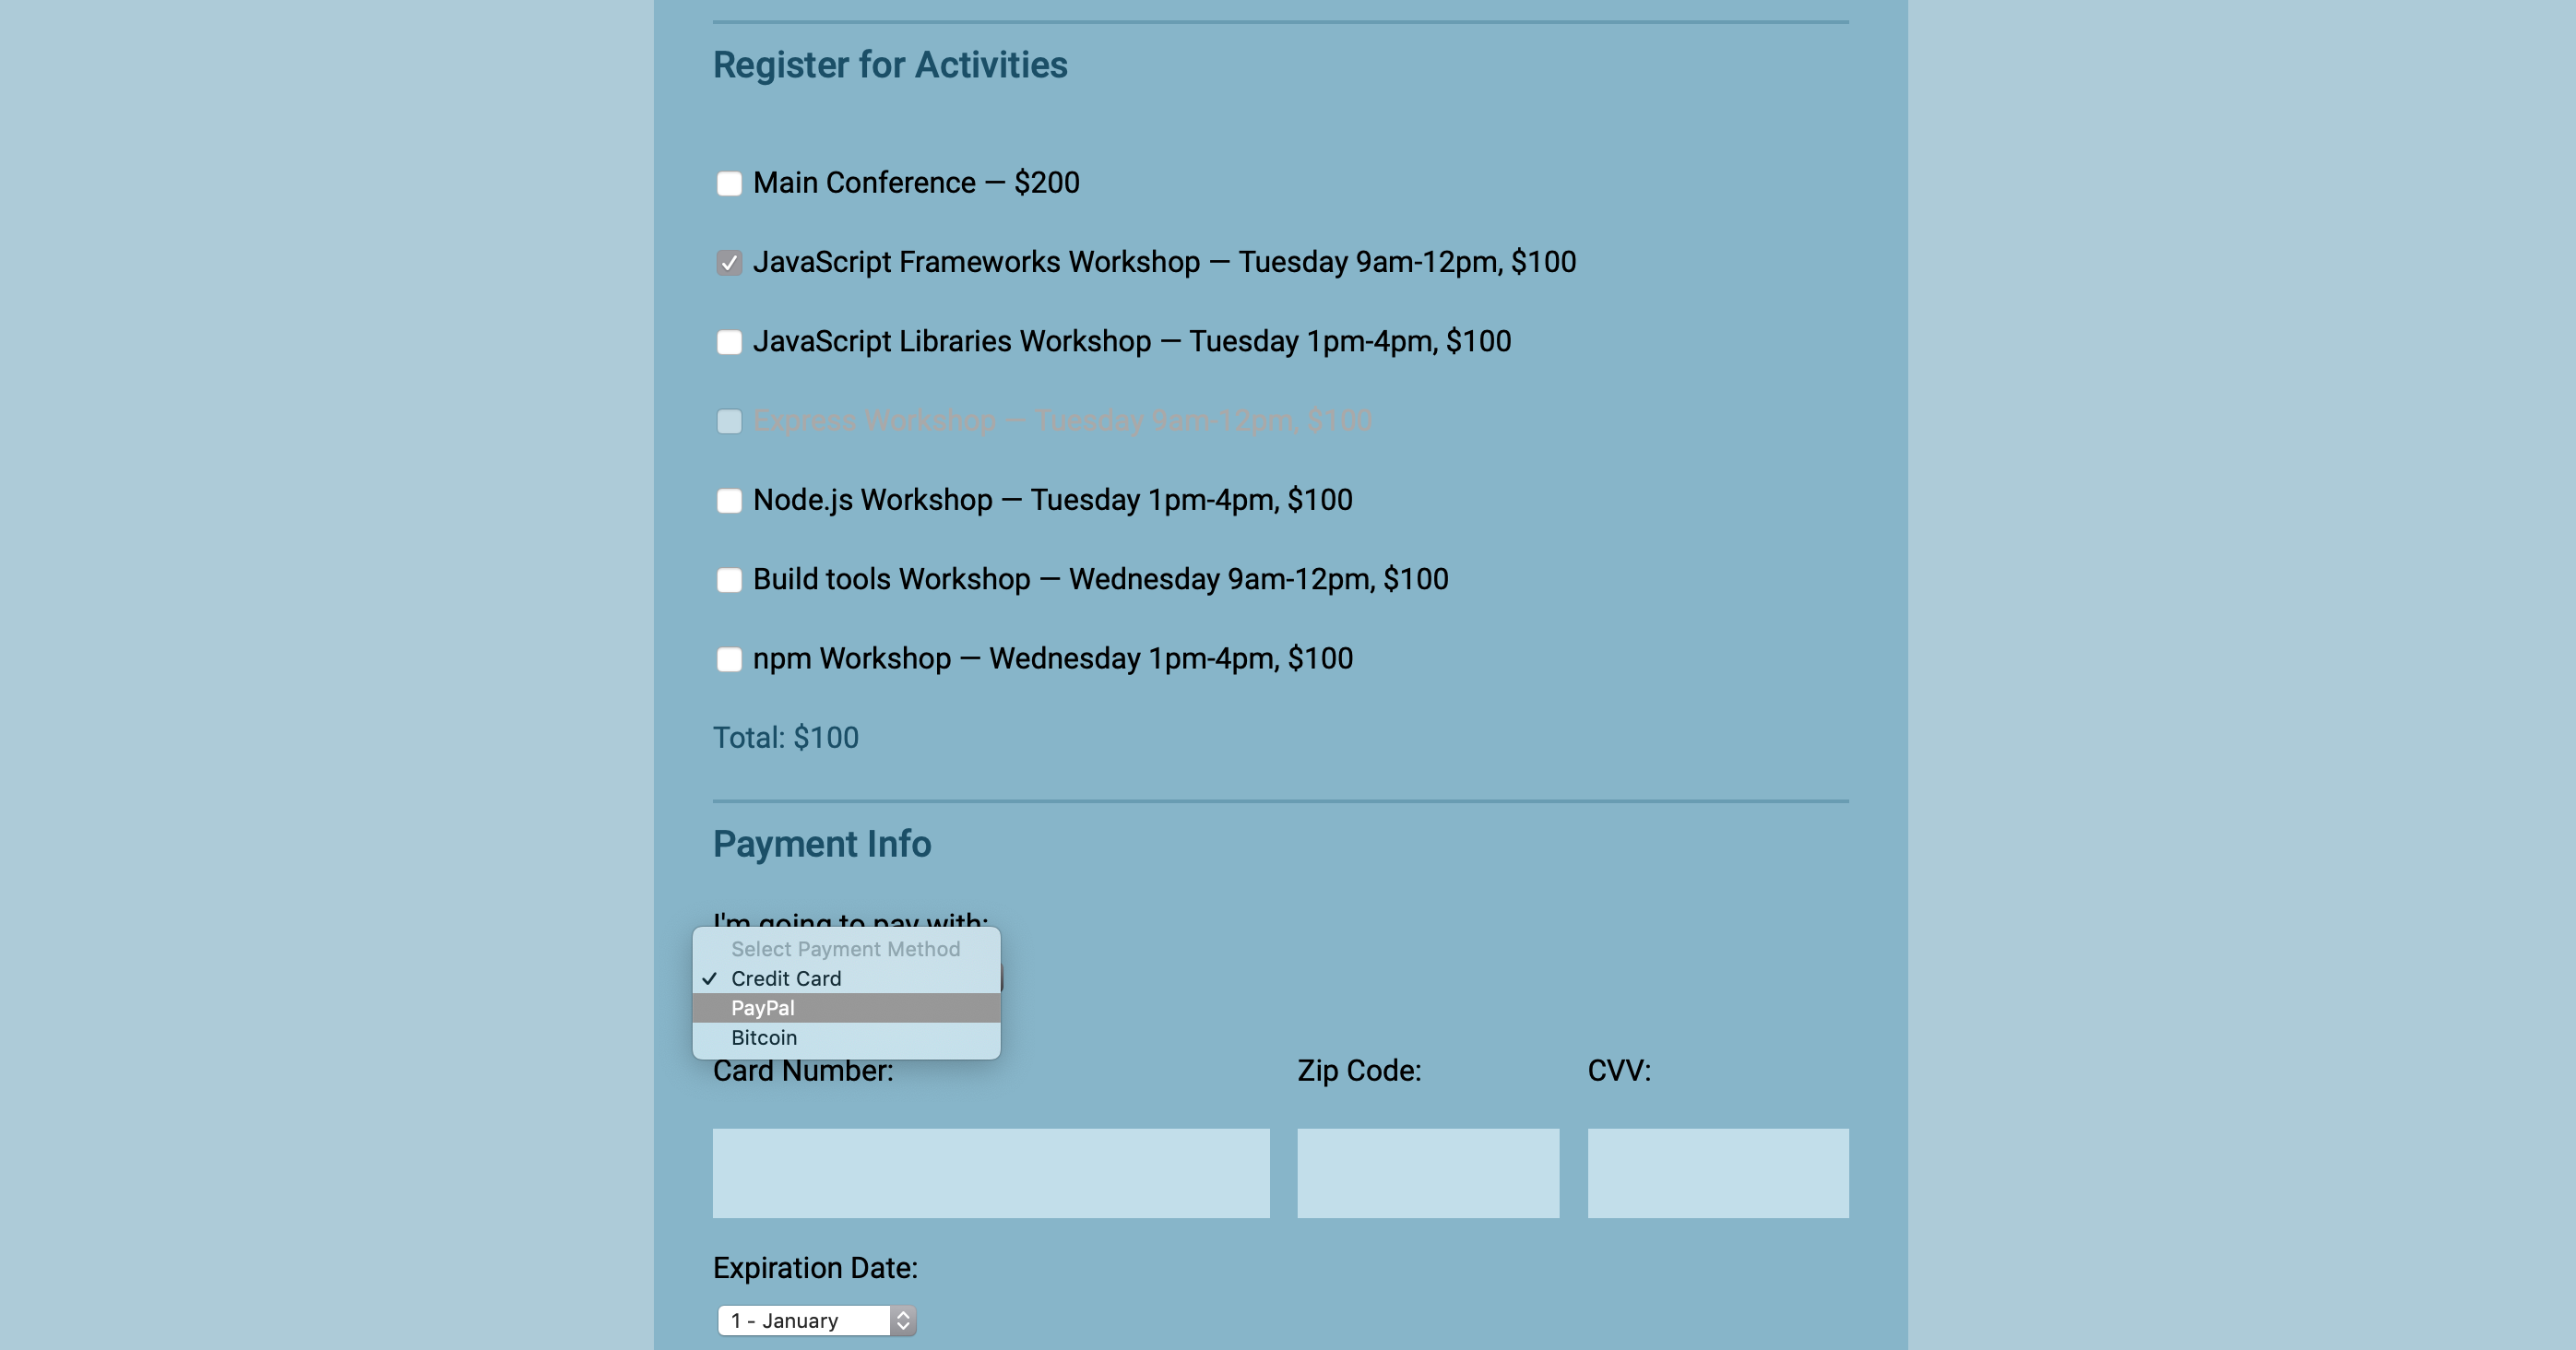 Register for Activities
Main Conference — $200
JavaScript Frameworks Workshop — Tuesday 9am-12pm, $100
JavaScript Libraries Workshop — Tuesday 1pm-4pm, $100
Express Workshop — Tuesday 9am-12pm, $100
Node.js Workshop — Tuesday 1pm-4pm, $100
Build tools Workshop — Wednesday 9am-12pm, $100
npm Workshop — Wednesday 1pm-4pm, $100
Total: $100
Payment Info
I'm going to pay with:
Select Payment Method
Credit Card
PayPal
Bitcoin
Card Number: Zip Code: CVV:
Expiration Date:
1 - January